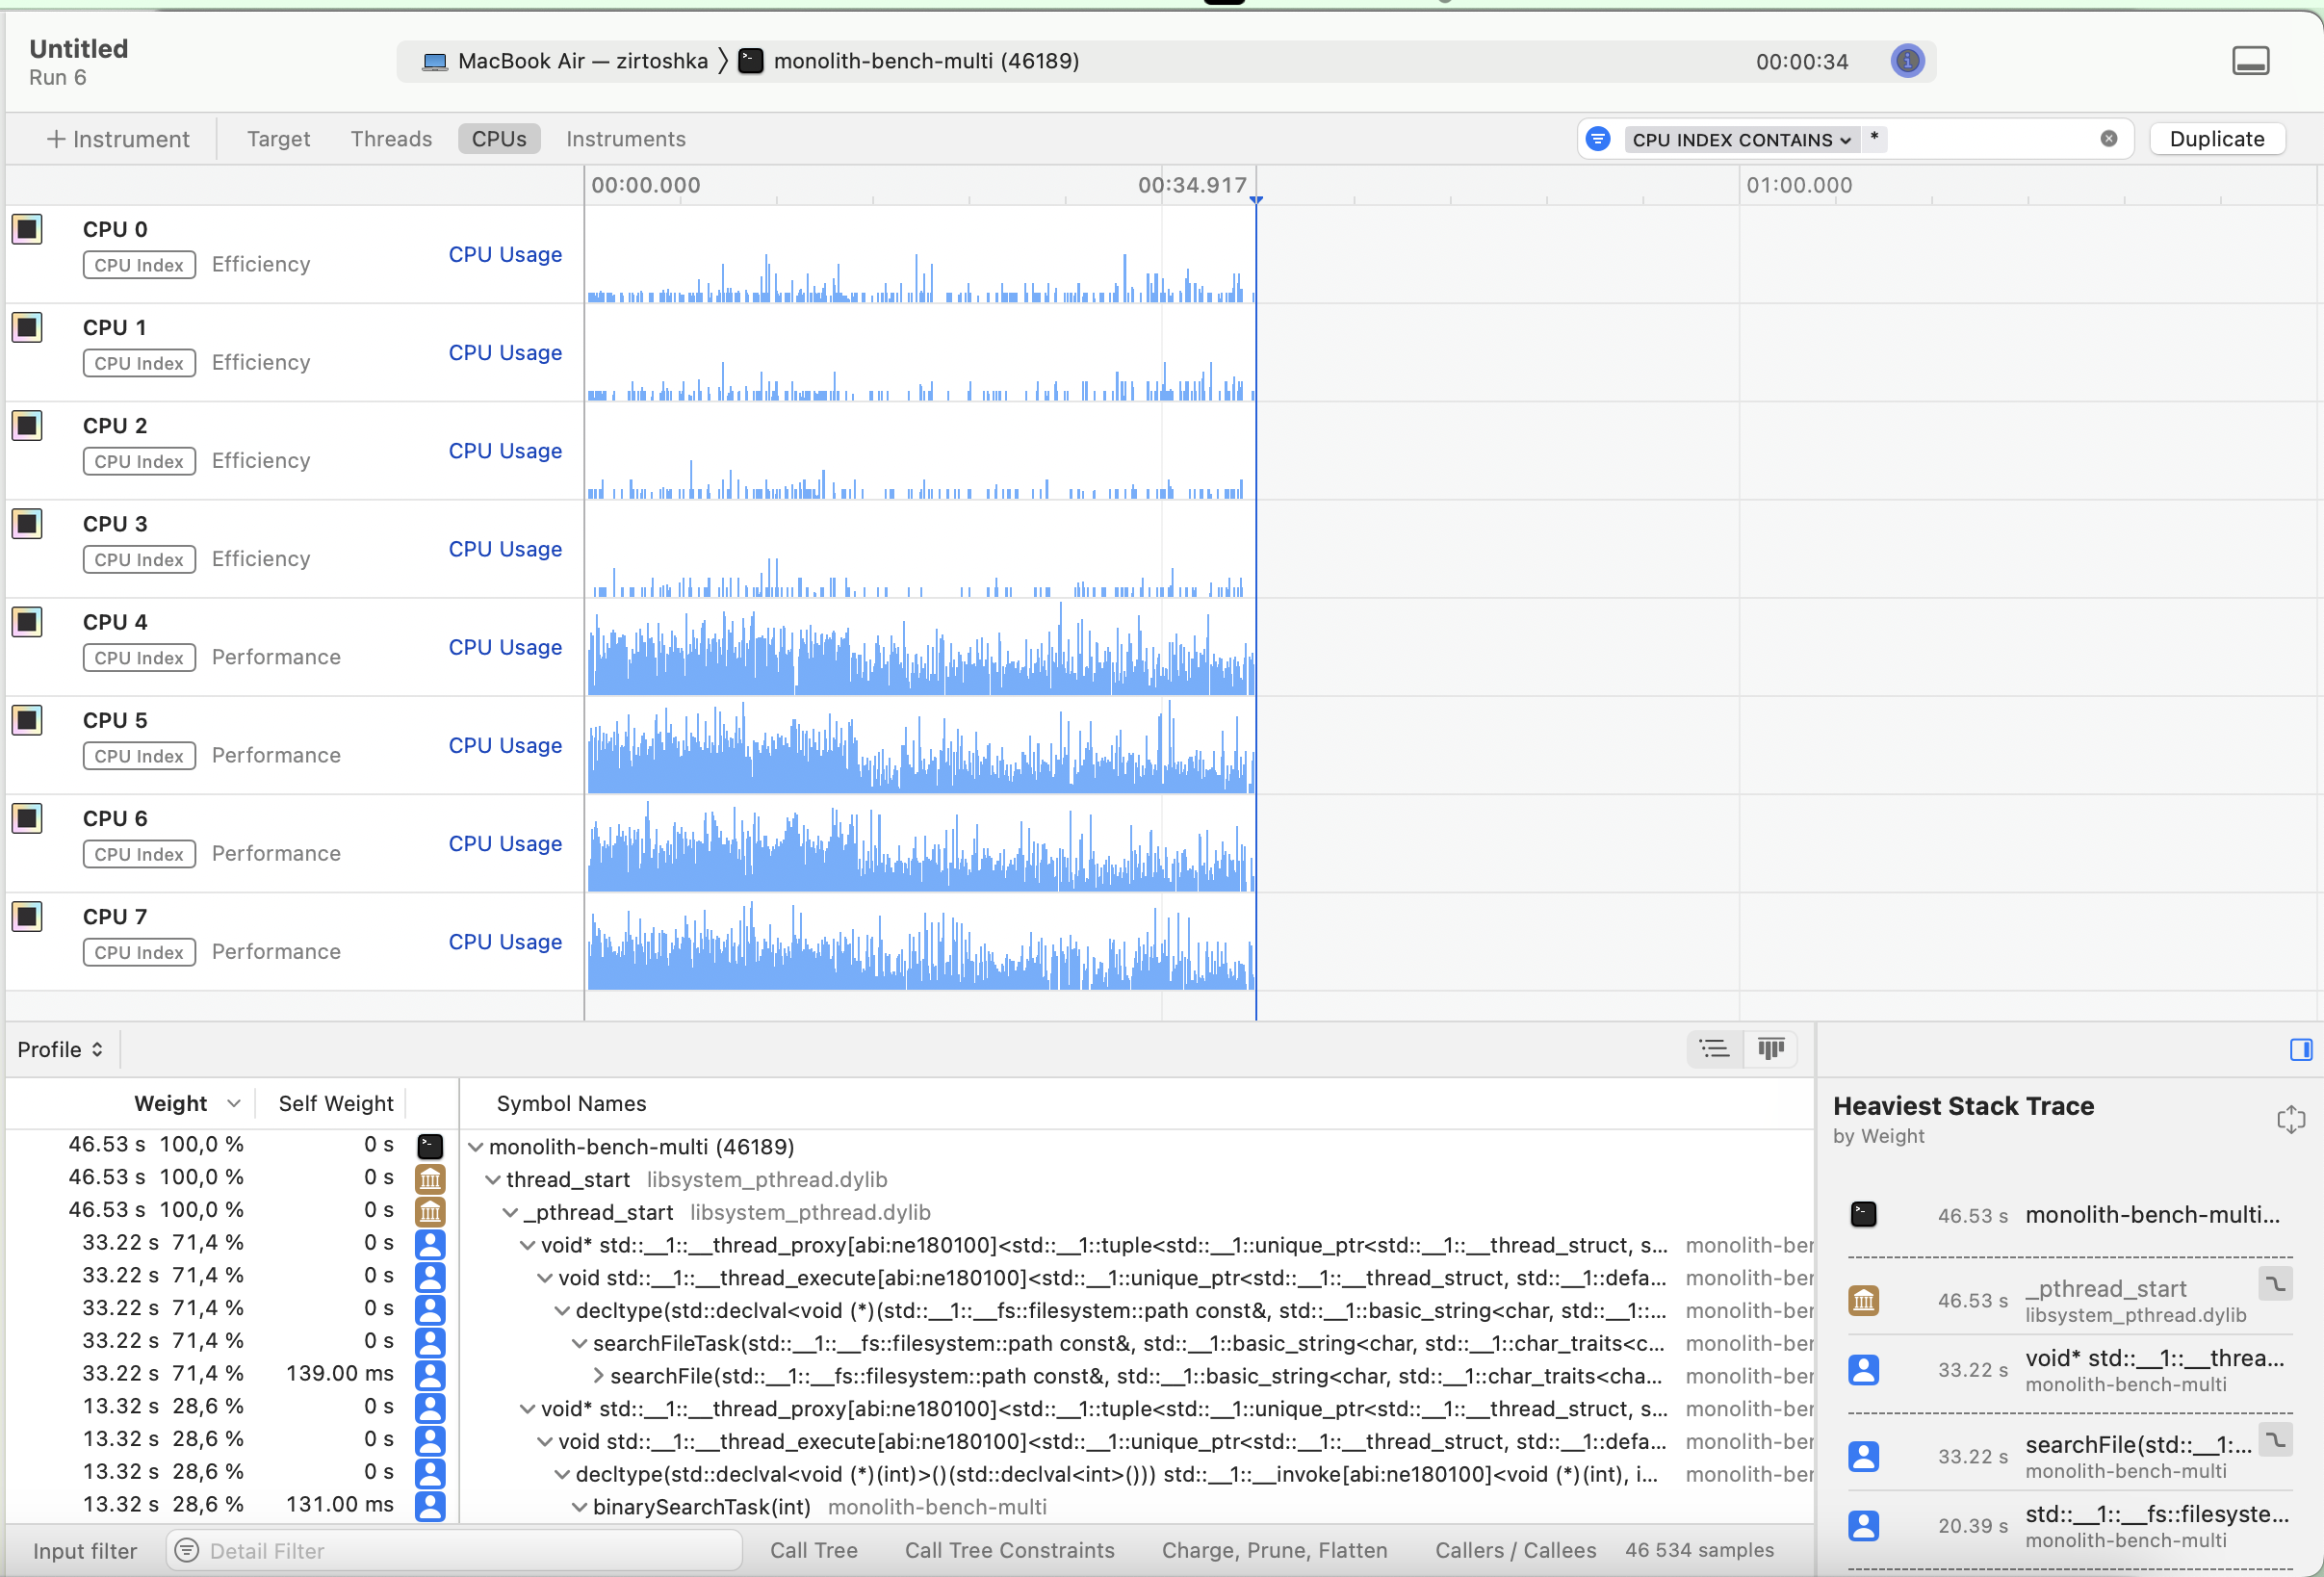 Untitled
Run 6
MacBook Air — zirtoshka 〉 monolith-bench-multi (46189)
00:00:34
+ Instrument
Target
Threads
CPUs
Instruments
CPU INDEX CONTAINS
*
Duplicate
00:00.000
00:34.917
01:00.000
CPU 0
CPU Index Efficiency
CPU Usage
CPU 1
CPU Index Efficiency
CPU Usage
CPU 2
CPU Index Efficiency
CPU Usage
CPU 3
CPU Index Efficiency
CPU Usage
CPU 4
CPU Index Performance
CPU Usage
CPU 5
CPU Index Performance
CPU Usage
CPU 6
CPU Index Performance
CPU Usage
CPU 7
CPU Index Performance
CPU Usage
Profile
Weight Self Weight Symbol Names
46.53 s 100,0 % 0 s monolith-bench-multi (46189)
46.53 s 100,0 % 0 s thread_start libsystem_pthread.dylib
46.53 s 100,0 % 0 s _pthread_start libsystem_pthread.dylib
33.22 s 71,4 % 0 s void* std::__1::__thread_proxy[abi:ne180100]<std::__1::tuple<std::__1::unique_ptr<std::__1::__thread_struct, s... monolith-ber
33.22 s 71,4 % 0 s void std::__1::__thread_execute[abi:ne180100]<std::__1::unique_ptr<std::__1::__thread_struct, std::__1::defa... monolith-ber
33.22 s 71,4 % 0 s decltype(std::declval<void (*)(std::__1::__fs::filesystem::path const&, std::__1::basic_string<char, std::__1::... monolith-ber
33.22 s 71,4 % 0 s searchFileTask(std::__1::__fs::filesystem::path const&, std::__1::basic_string<char, std::__1::char_traits<c... monolith-ber
33.22 s 71,4 % 139.00 ms searchFile(std::__1::__fs::filesystem::path const&, std::__1::basic_string<char, std::__1::char_traits<cha... monolith-ber
13.32 s 28,6 % 0 s void* std::__1::__thread_proxy[abi:ne180100]<std::__1::tuple<std::__1::unique_ptr<std::__1::__thread_struct, s... monolith-ber
13.32 s 28,6 % 0 s void std::__1::__thread_execute[abi:ne180100]<std::__1::unique_ptr<std::__1::__thread_struct, std::__1::defa... monolith-ber
13.32 s 28,6 % 0 s decltype(std::declval<void (*)(int)>()(std::declval<int>())) std::__1::__invoke[abi:ne180100]<void (*)(int), i... monolith-ber
13.32 s 28,6 % 131.00 ms binarySearchTask(int) monolith-bench-multi
Heaviest Stack Trace
by Weight
46.53 s monolith-bench-multi...
46.53 s _pthread_start
libsystem_pthread.dylib
33.22 s void* std::__1::__threa...
monolith-bench-multi
33.22 s searchFile(std::__1:...
monolith-bench-multi
20.39 s std::__1::__fs::filesyste...
monolith-bench-multi
Input filter
Detail Filter
Call Tree
Call Tree Constraints
Charge, Prune, Flatten
Callers / Callees
46 534 samples